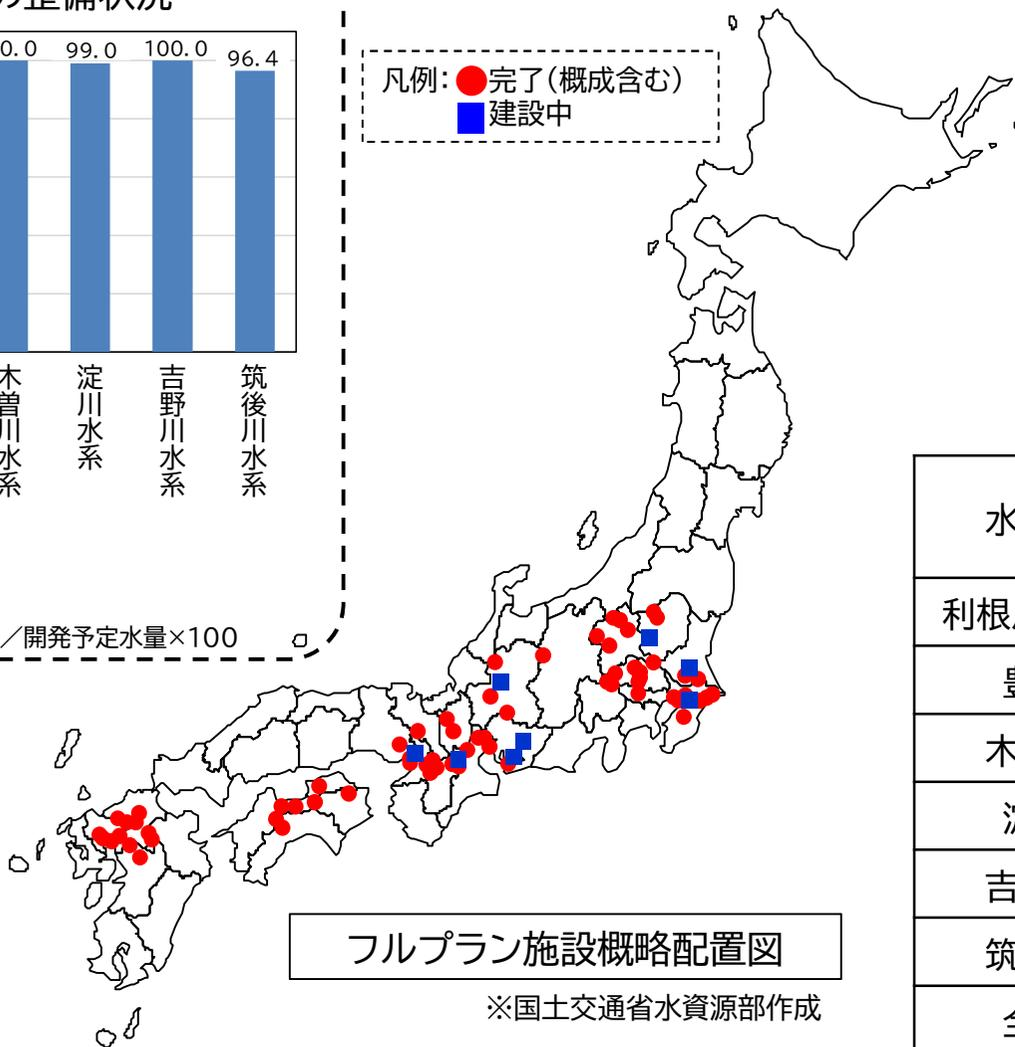 の整備状況
0.0
99.0
100.0
96.4
木曽川水系
淀川水系
吉野川水系
筑後川水系
／開発予定水量×100
凡例：完了（概成含む）
建設中
フルプラン施設概略配置図
※国土交通省水資源部作成
水
利根
豊
木
淀
吉
筑
全